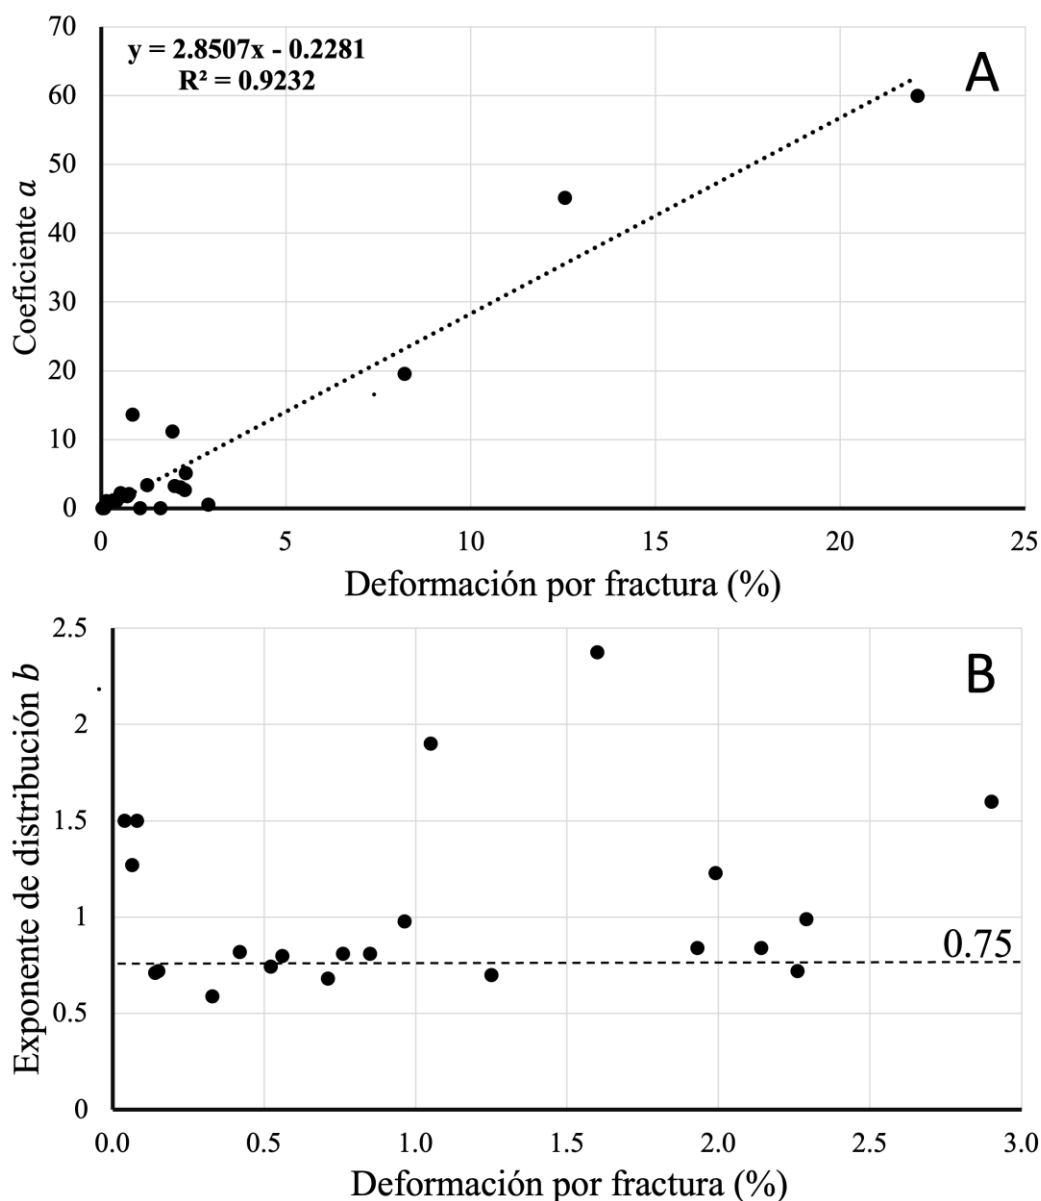 70
y = 2.8507x - 0.2281
R² = 0.9232
A
60
50
40
30
20
10
0
Coeficiente a
0 5 10 15 20 25
Deformación por fractura (%)
2.5
B
2
1.5
1
0.75
0.5
0
Exponente de distribución b
0.0 0.5 1.0 1.5 2.0 2.5 3.0
Deformación por fractura (%)